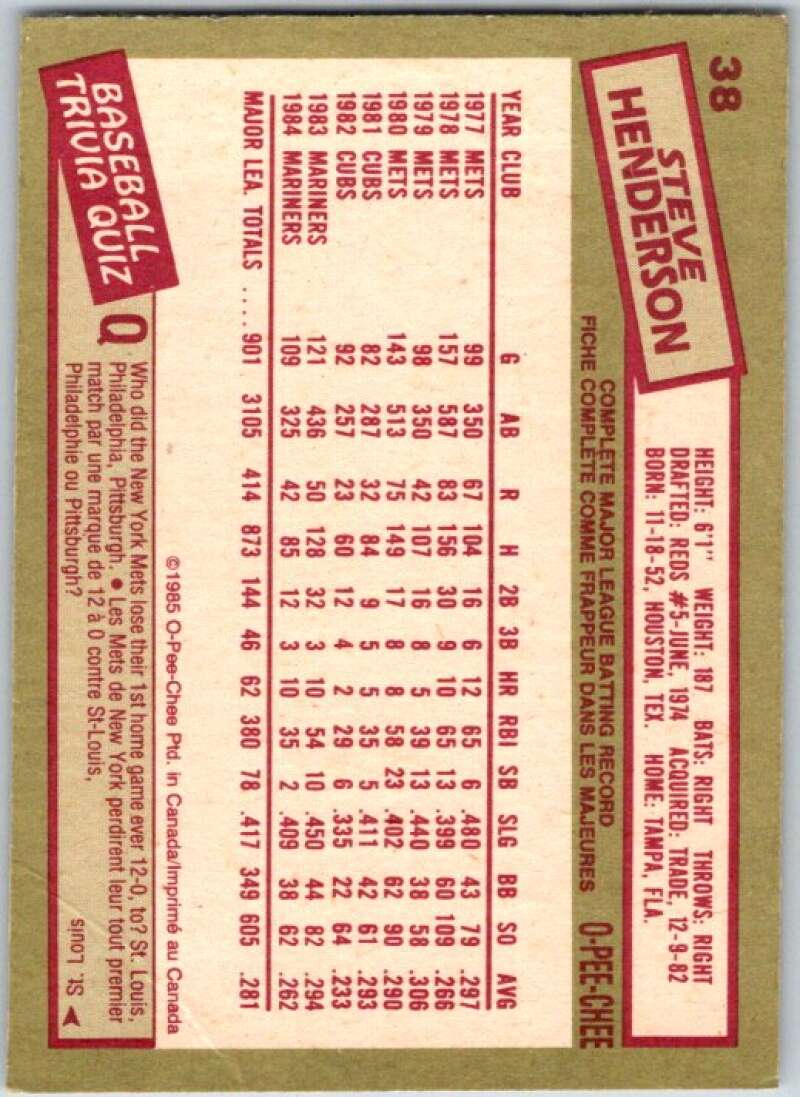 38
STEVE
HENDERSON
HEIGHT: 6'1" WEIGHT: 187 BATS: RIGHT THROWS: RIGHT
DRAFTED: REDS #5-JUNE, 1974 ACQUIRED: TRADE, 12-9-82
BORN: 11-18-52, HOUSTON, TEX. HOME: TAMPA, FLA.
COMPLETE MAJOR LEAGUE BATTING RECORD
FICHE COMPLÈTE COMME FRAPPEUR DANS LES MAJEURES
O-PEE-CHEE
YEAR CLUB G AB R H 2B 3B HR RBI SB SLG BB SO AVG
1977 METS 99 350 67 104 16 6 12 65 6 .480 43 79 .297
1978 METS 157 587 83 156 30 9 10 65 13 .399 60 109 .266
1979 METS 98 350 42 107 16 8 5 39 13 .440 38 58 .306
1980 METS 143 513 75 149 17 8 8 58 23 .402 62 90 .290
1981 CUBS 82 287 32 84 9 5 5 35 5 .411 42 61 .293
1982 CUBS 92 257 23 60 12 4 2 29 6 .335 22 64 .233
1983 MARINERS 121 436 50 128 32 3 10 54 10 .450 44 82 .294
1984 MARINERS 109 325 42 85 12 3 10 35 2 .409 38 62 .262
MAJOR LEA. TOTALS .... 901 3105 414 873 144 46 62 380 78 .417 349 605 .281
©1985 O-Pee-Chee Ptd. in Canada/Imprimé au Canada
BASEBALL
TRIVIA QUIZ
Q
Who did the New York Mets lose their 1st home game ever 12-0, to? St. Louis,
Philadelphia, Pittsburgh. ● Les Mets de New York perdirent leur tout premier
match par une marque de 12 à 0 contre St-Louis,
Philadelphie ou Pittsburgh?
St. Louis